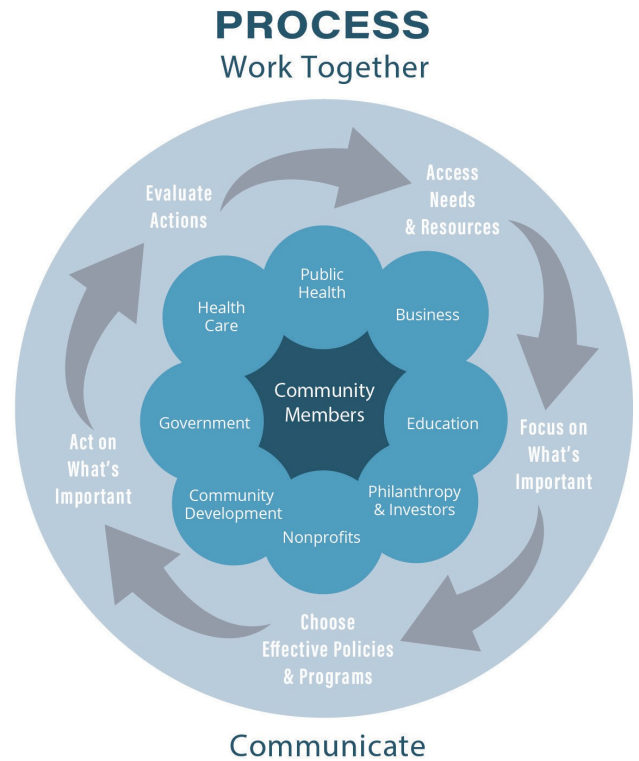 PROCESS
Work Together
Evaluate
Actions
Access
Needs
& Resources
Focus on
What's
Important
Choose
Effective Policies
& Programs
Act on
What's
Important
Public
Health
Business
Education
Philanthropy
& Investors
Nonprofits
Community
Development
Government
Health
Care
Community
Members
Communicate